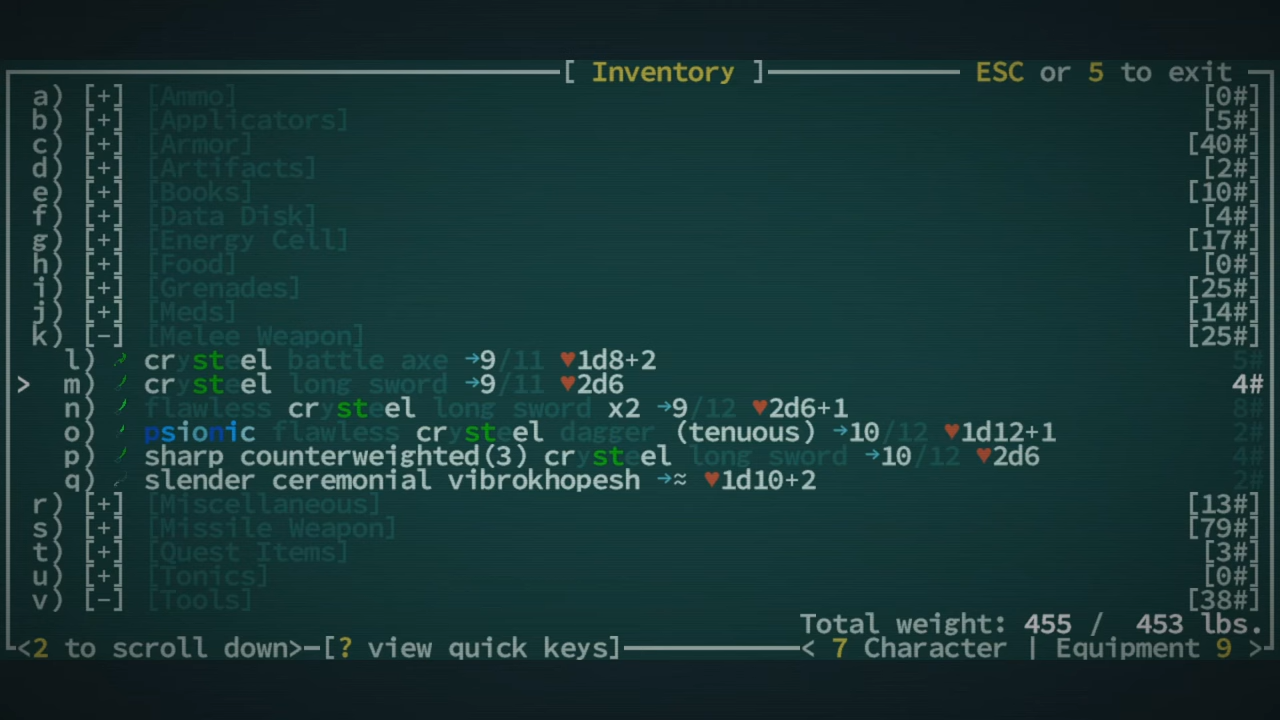 [ Inventory ] ESC or 5 to exit
a) [+] [Ammo] [0#]
b) [+] [Applicators] [5#]
c) [+] [Armor] [40#]
d) [+] [Artifacts] [2#]
e) [+] [Books] [10#]
f) [+] [Data Disk] [4#]
g) [+] [Energy Cell] [17#]
h) [+] [Food] [0#]
i) [+] [Grenades] [25#]
j) [+] [Meds] [14#]
k) [-] [Melee Weapon] [25#]
l) crysteel battle axe →9/11 ♥1d8+2 5#
> m) crysteel long sword →9/11 ♥2d6 4#
n) flawless crysteel long sword x2 →9/12 ♥2d6+1 8#
o) psionic flawless crysteel dagger (tenuous) →10/12 ♥1d12+1 2#
p) sharp counterweighted(3) crysteel long sword →10/12 ♥2d6 4#
q) slender ceremonial vibrokhopesh →≈ ♥1d10+2 2#
r) [+] [Miscellaneous] [13#]
s) [+] [Missile Weapon] [79#]
t) [+] [Quest Items] [3#]
u) [+] [Tonics] [0#]
v) [-] [Tools] [38#]
Total weight: 455 / 453 lbs.
<2 to scroll down> [? view quick keys] < 7 Character | Equipment 9 >